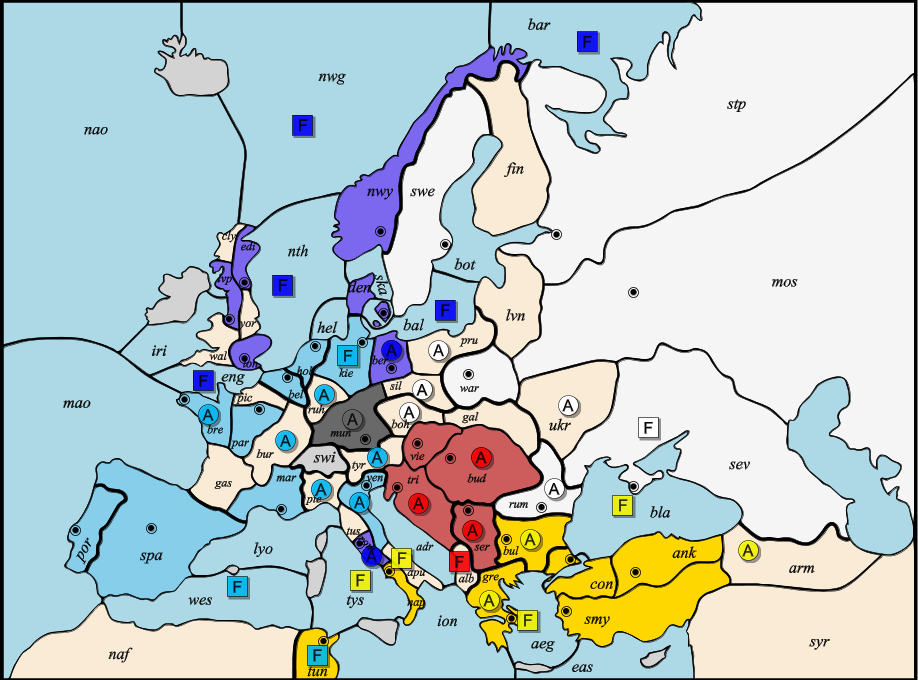 bar
F
nwg
stp
nao
F
fin
nwy
swe
cly
edi
nth
bot
mos
lvp
F
den
ska
F
lvn
yor
hel
bal
iri
wal
lon
hol
F
kie
A
ber
A
pru
F
eng
bel
A
ruh
sil
A
war
mao
pic
A
bre
A
mun
A
boh
gal
A
ukr
par
A
bur
vie
F
swi
tyr
A
A
bud
sev
gas
mar
A
pie
ven
A
tri
A
rum
A
F
bla
por
spa
tus
A
ser
bul
A
lyo
adr
A
ank
A
arm
F
F
alb
apu
gre
con
F
wes
F
tys
nap
A
smy
ion
F
aeg
syr
naf
F
tun
eas